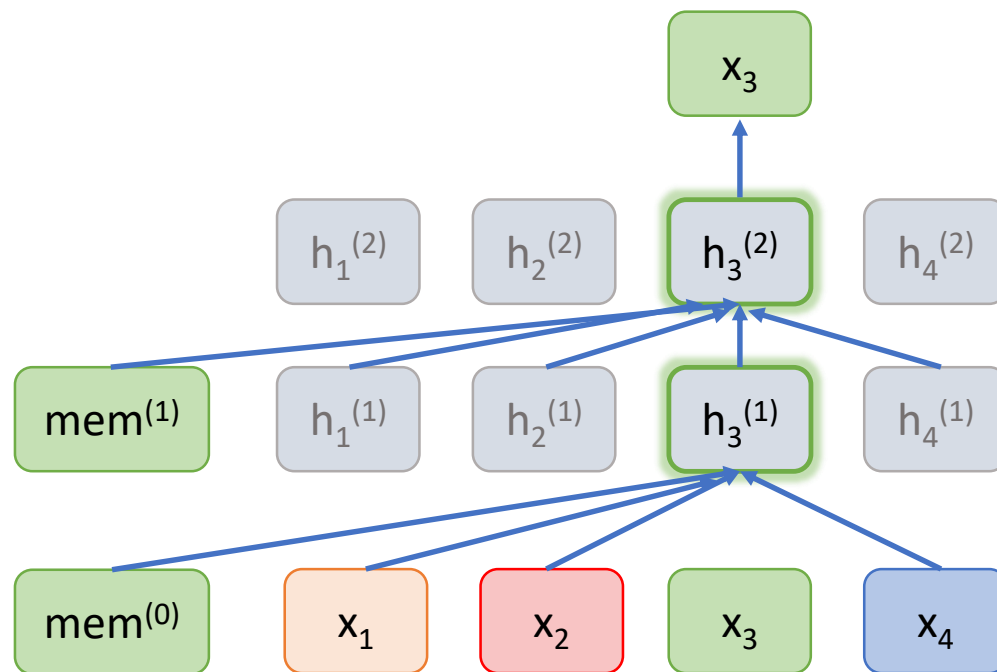 x₃
h₁⁽²⁾ h₂⁽²⁾ h₃⁽²⁾ h₄⁽²⁾
mem⁽¹⁾ h₁⁽¹⁾ h₂⁽¹⁾ h₃⁽¹⁾ h₄⁽¹⁾
mem⁽⁰⁾ x₁ x₂ x₃ x₄